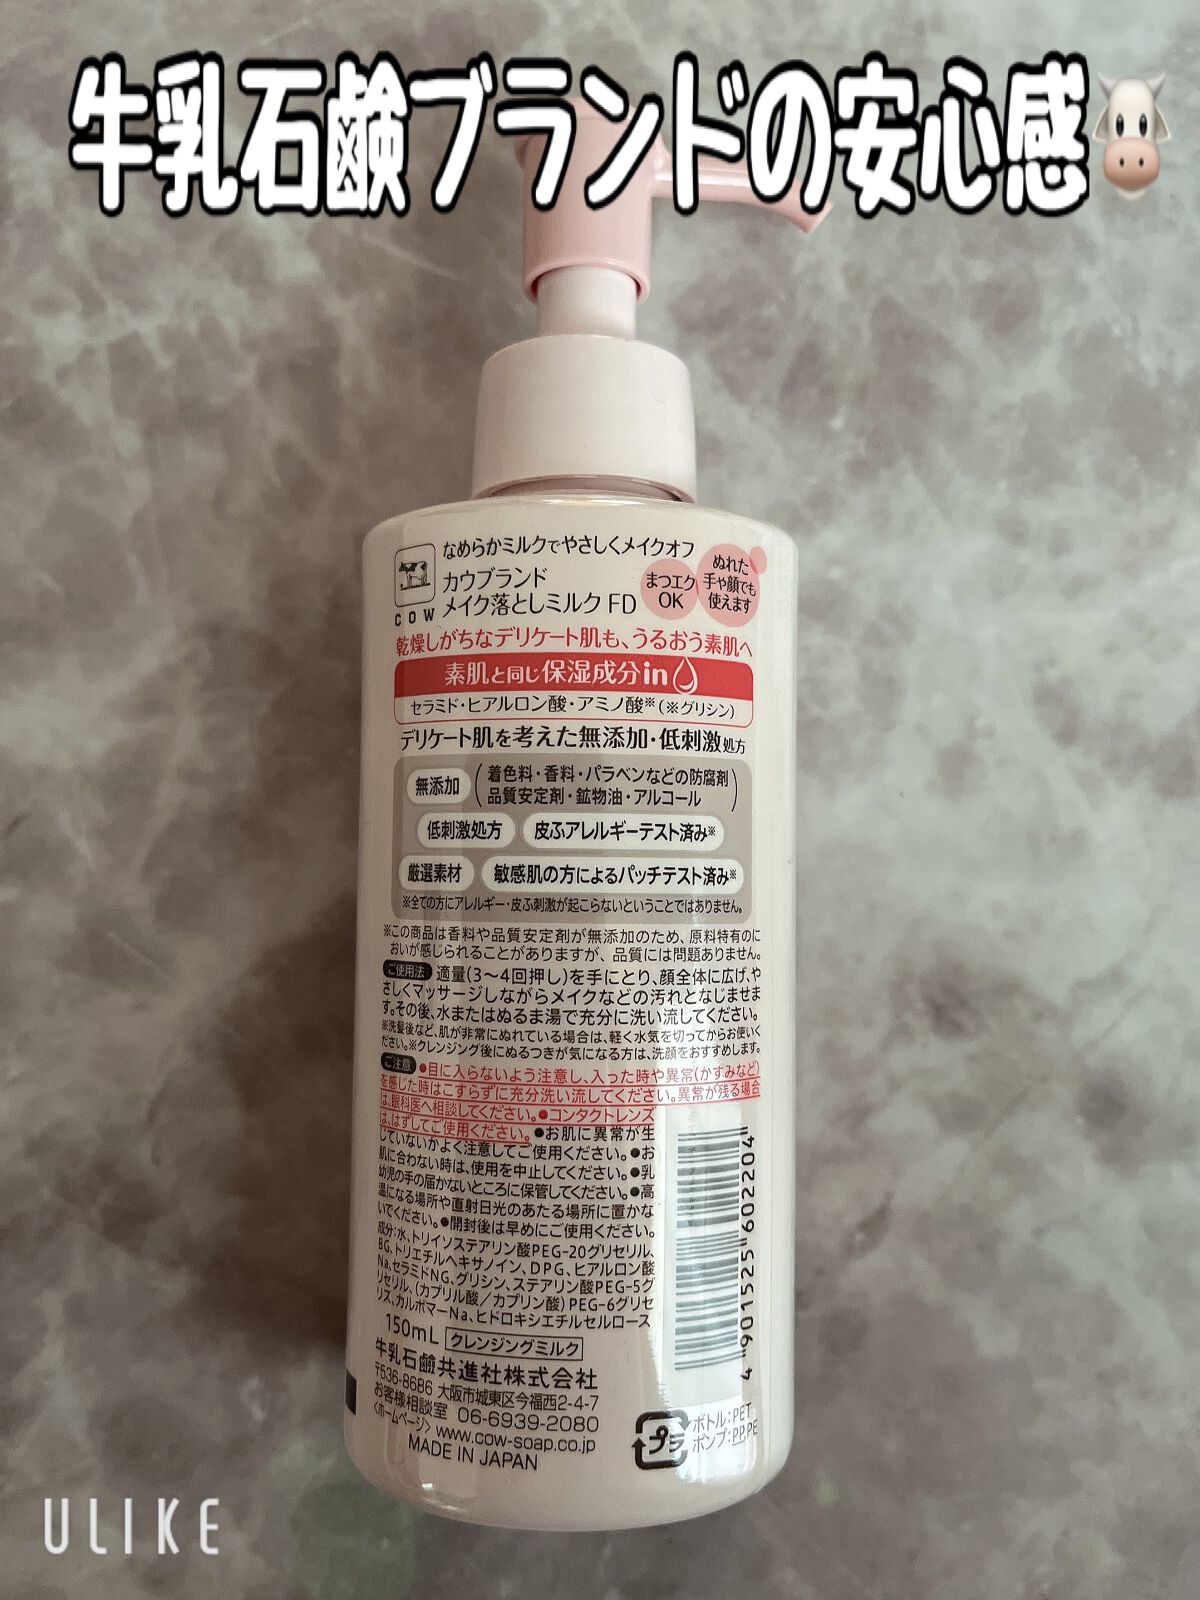 牛乳石鹸ブランドの安心感
COW
なめらかミルクでやさしくメイクオフ
カウブランド
メイク落としミルク FD
まつエク
OK
ぬれた
手や顔でも
使えます
乾燥しがちなデリケート肌も、うるおう素肌へ
素肌と同じ保湿成分in
セラミド・ヒアルロン酸・アミノ酸※(※グリシン)
デリケート肌を考えた無添加・低刺激処方
無添加
着色料・香料・パラベンなどの防腐剤
品質安定剤・鉱物油・アルコール
低刺激処方 皮ふアレルギーテスト済み※
厳選素材 敏感肌の方によるパッチテスト済み※
※全ての方にアレルギー・皮ふ刺激が起こらないということではありません。
※この商品は香料や品質安定剤が無添加のため、原料特有のに
おいが感じられることがありますが、品質には問題ありません。
ご使用法 適量(3〜4回押し)を手にとり、顔全体に広げ、や
さしくマッサージしながらメイクなどの汚れとなじませま
す。その後、水またはぬるま湯で充分に洗い流してください。
※洗髪後など、肌が非常にぬれている場合は、軽く水気を切ってからお使いく
ださい。※クレンジング後にぬるつきが気になる方は、洗顔をおすすめします。
ご注意 ●目に入らないよう注意し、入った時や異常(かすみなど)
を感じた時はこすらずに充分洗い流してください。異常が残る場合
は、眼科医へ相談してください。●コンタクトレンズ
は、はずしてご使用ください。●お肌に異常が生
じていないかよく注意してご使用ください。●お
肌に合わない時は、使用を中止してください。●乳
幼児の手の届かないところに保管してください。●高
温になる場所や直射日光のあたる場所に置かな
いでください。●開封後は早めにご使用ください。
成分:水、トリイソステアリン酸PEG-20グリセリル、
BG、トリエチルヘキサノイン、DPG、ヒアルロン酸
Na、セラミドNG、グリシン、ステアリン酸PEG-5グ
リセリル、(カプリル酸/カプリン酸)PEG-6グリセ
リズ、カルボマーNa、ヒドロキシエチルセルロース
150mL クレンジングミルク
牛乳石鹼共進社株式会社
〒536-8686 大阪市城東区今福西2-4-7
お客様相談室 06-6939-2080
〈ホームページ〉www.cow-soap.co.jp
MADE IN JAPAN
4 901525 602204
プラ
ボトル:PET
ポンプ:PP,PE
ULIKE